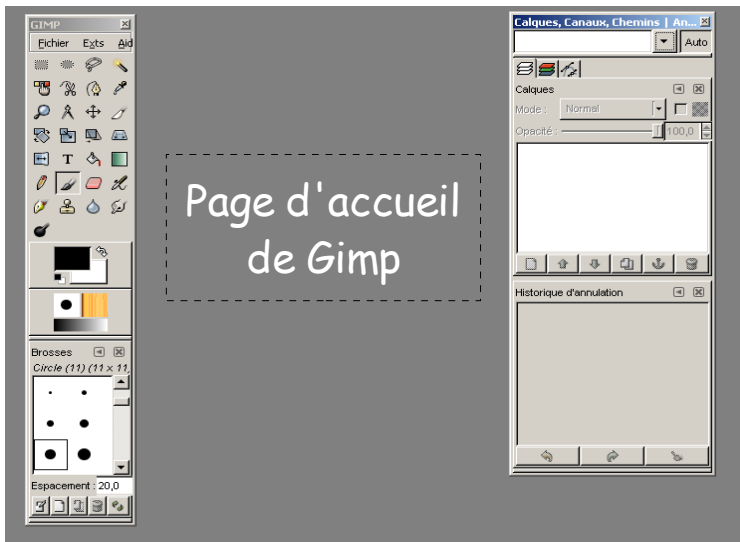 GIMP
Fichier Exts Aid
Brosses
Circle (11) (11 x 11,
Espacement : 20,0
Page d'accueil
de Gimp
Calques, Canaux, Chemins | An...
Auto
Calques
Mode : Normal
Opacité : 100,0
Historique d'annulation